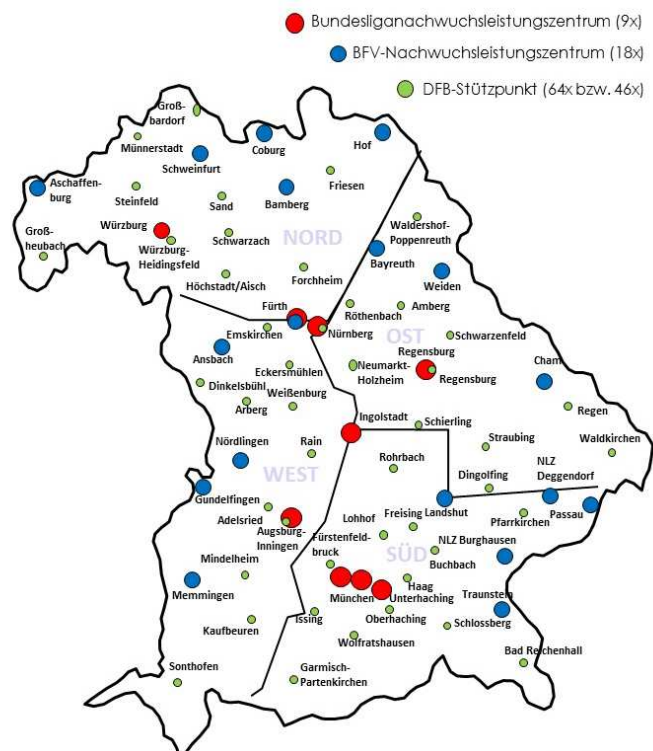 Bundesliganachwuchsleistungszentrum (9x)
BFV-Nachwuchsleistungszentrum (18x)
DFB-Stützpunkt (64x bzw. 46x)
Groß-
bardorf
Münnerstadt
Coburg
Hof
Schweinfurt
Aschaffen-
burg
Steinfeld
Sand
Bamberg
Friesen
Würzburg
Groß-
heubach
Würzburg-
Heidingsfeld
Schwarzach
NORD
Waldershof-
Poppenreuth
Bayreuth
Höchstadt/Aisch
Forchheim
Weiden
Fürth
Röthenbach
Amberg
Emskirchen
Nürnberg
OST
Schwarzenfeld
Ansbach
Eckersmühlen
Neumarkt-
Holzheim
Regensburg
Regensburg
Cham
Dinkelsbühl
Weißenburg
Arberg
Ingolstadt
Schierling
Regen
Nördlingen
Rain
Rohrbach
Straubing
Waldkirchen
WEST
Dingolfing
NLZ
Deggendorf
Gundelfingen
Adelsried
Augsburg-
Inningen
Lohhof
Freising
Landshut
Pfarrkirchen
Passau
Fürstenfeld-
bruck
SÜD
NLZ Burghausen
Buchbach
Mindelheim
Haag
Memmingen
München
Unterhaching
Traunstein
Kaufbeuren
Issing
Oberhaching
Schlossberg
Wolfratshausen
Sonthofen
Garmisch-
Partenkirchen
Bad Reichenhall